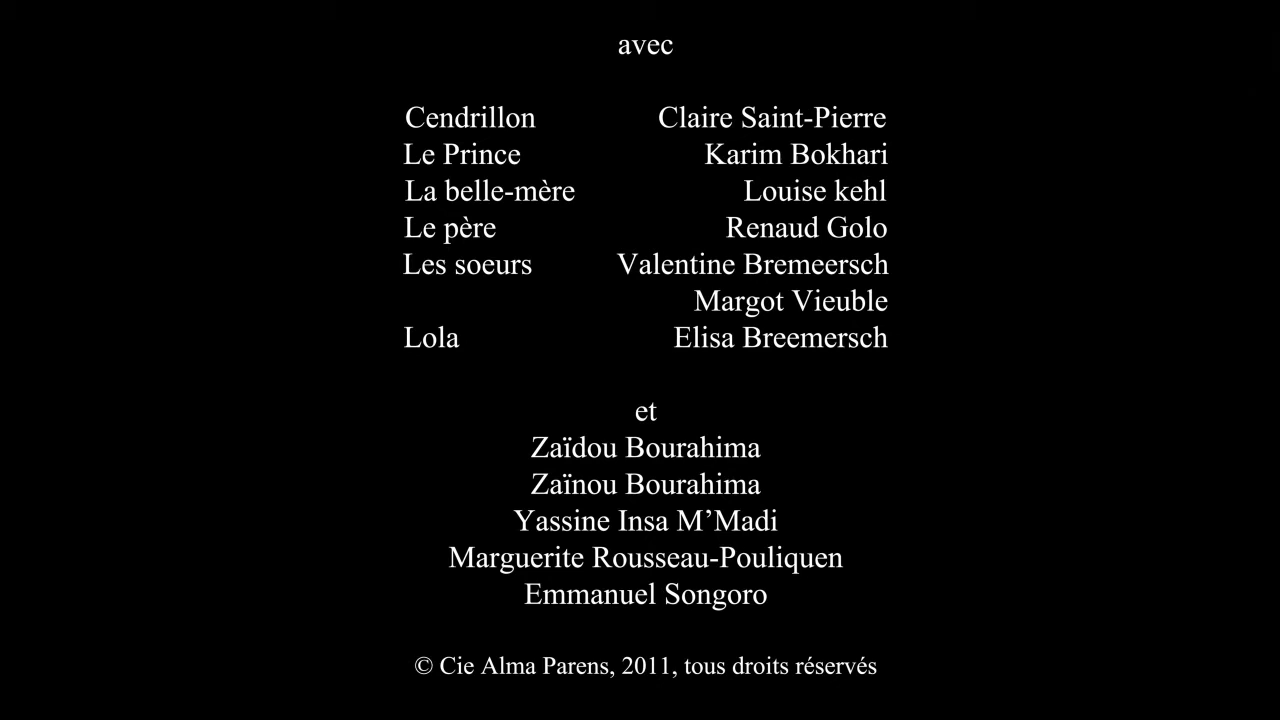 avec
Cendrillon Claire Saint-Pierre
Le Prince Karim Bokhari
La belle-mère Louise kehl
Le père Renaud Golo
Les soeurs Valentine Bremeersch
Margot Vieuble
Lola Elisa Breemersch
et
Zaïdou Bourahima
Zaïnou Bourahima
Yassine Insa M’Madi
Marguerite Rousseau-Pouliquen
Emmanuel Songoro
© Cie Alma Parens, 2011, tous droits réservés